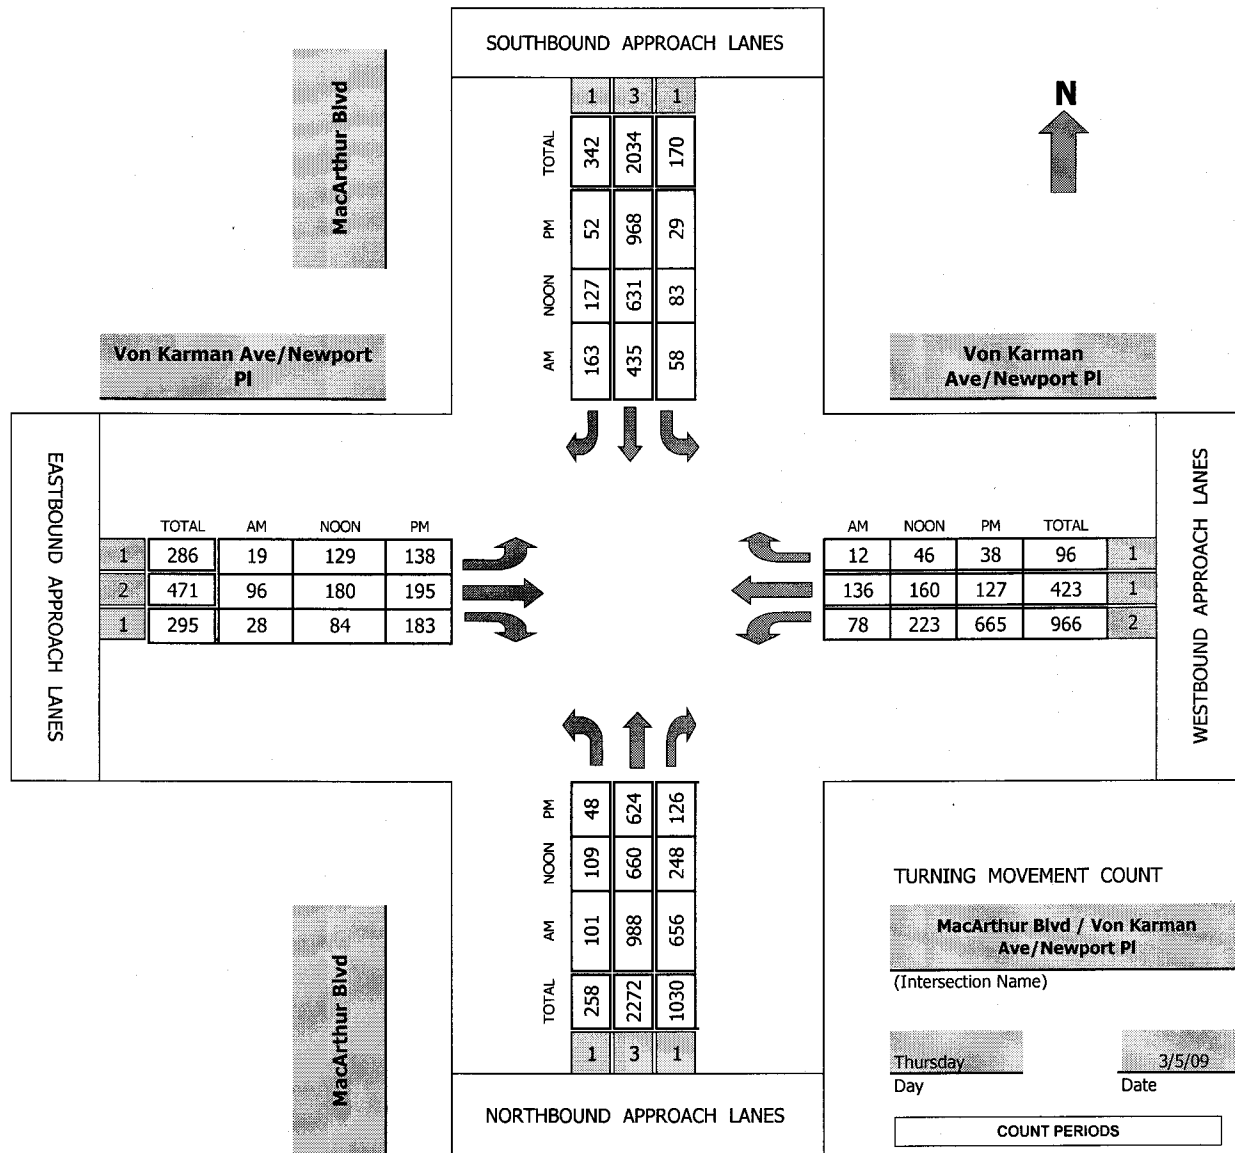 SOUTHBOUND APPROACH LANES
1 3 1
TOTAL 342 2034 170
PM 52 968 29
NOON 127 631 83
AM 163 435 58
MacArthur Blvd
N
Von Karman Ave/Newport
Pl
Von Karman
Ave/Newport Pl
EASTBOUND APPROACH LANES
TOTAL AM NOON PM
1 286 19 129 138
2 471 96 180 195
1 295 28 84 183
AM NOON PM TOTAL
12 46 38 96 1
136 160 127 423 1
78 223 665 966 2
WESTBOUND APPROACH LANES
PM 48 624 126
NOON 109 660 248
AM 101 988 656
TOTAL 258 2272 1030
1 3 1
NORTHBOUND APPROACH LANES
MacArthur Blvd
TURNING MOVEMENT COUNT
MacArthur Blvd / Von Karman
Ave/Newport Pl
(Intersection Name)
Thursday 3/5/09
Day Date
COUNT PERIODS